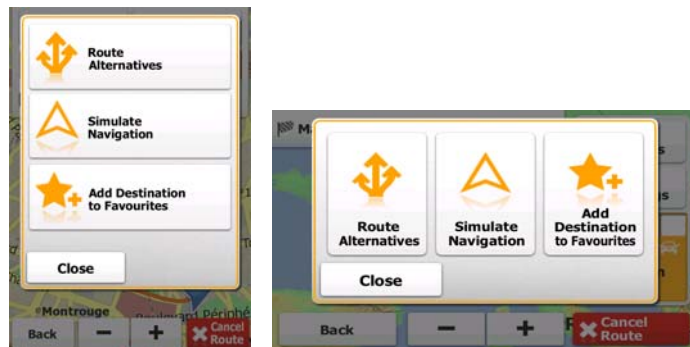 Route
Alternatives
Simulate
Navigation
Add Destination
to Favourites
Close
Montrouge
Back
Cancel
Route
M
s
Route
Alternatives
Simulate
Navigation
Add
Destination
to Favourites
gs
n
Close
Back
Cancel
Route